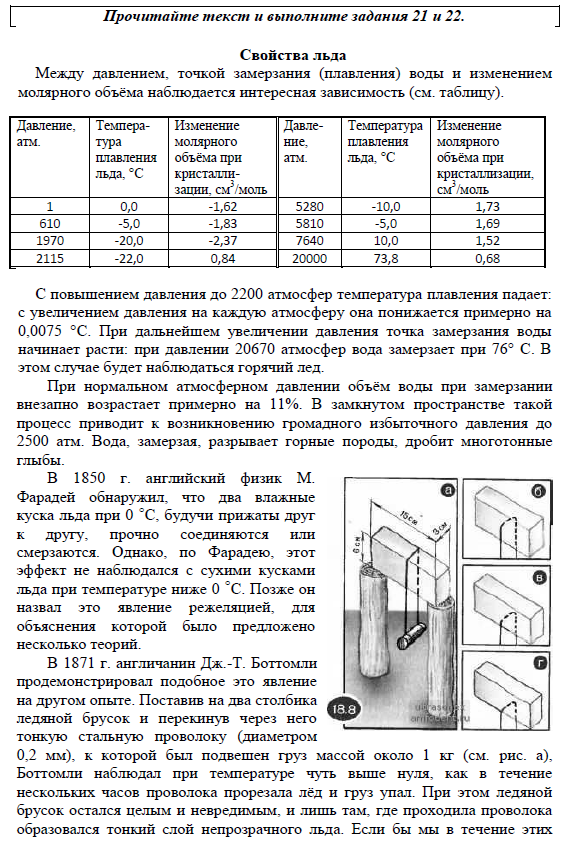 Прочитайте текст и выполните задания 21 и 22.
Свойства льда
Между давлением, точкой замерзания (плавления) воды и изменением
молярного объёма наблюдается интересная зависимость (см. таблицу).
Давление, атм. Темпера-тура плавления льда, °С Изменение молярного объёма при кристалли-зации, см³/моль Давле-ние, атм. Температура плавления льда, °С Изменение молярного объёма при кристаллизации, см³/моль
1 0,0 -1,62 5280 -10,0 1,73
610 -5,0 -1,83 5810 -5,0 1,69
1970 -20,0 -2,37 7640 10,0 1,52
2115 -22,0 0,84 20000 73,8 0,68
С повышением давления до 2200 атмосфер температура плавления падает:
с увеличением давления на каждую атмосферу она понижается примерно на
0,0075 °С. При дальнейшем увеличении давления точка замерзания воды
начинает расти: при давлении 20670 атмосфер вода замерзает при 76° С. В
этом случае будет наблюдаться горячий лед.
При нормальном атмосферном давлении объём воды при замерзании
внезапно возрастает примерно на 11%. В замкнутом пространстве такой
процесс приводит к возникновению громадного избыточного давления до
2500 атм. Вода, замерзая, разрывает горные породы, дробит многотонные
глыбы.
В 1850 г. английский физик М.
Фарадей обнаружил, что два влажные
куска льда при 0 °С, будучи прижаты друг
к другу, прочно соединяются или
смерзаются. Однако, по Фарадею, этот
эффект не наблюдался с сухими кусками
льда при температуре ниже 0 °С. Позже он
назвал это явление режеляцией, для
объяснения которой было предложено
несколько теорий.
В 1871 г. англичанин Дж.-Т. Боттомли
продемонстрировал подобное это явление
на другом опыте. Поставив на два столбика
ледяной брусок и перекинув через него
тонкую стальную проволоку (диаметром
0,2 мм), к которой был подвешен груз массой около 1 кг (см. рис. а),
Боттомли наблюдал при температуре чуть выше нуля, как в течение
нескольких часов проволока прорезала лёд и груз упал. При этом ледяной
брусок остался целым и невредимым, и лишь там, где проходила проволока
образовался тонкий слой непрозрачного льда. Если бы мы в течение этих
а
15см
3см
6см
18.8
б
в
г